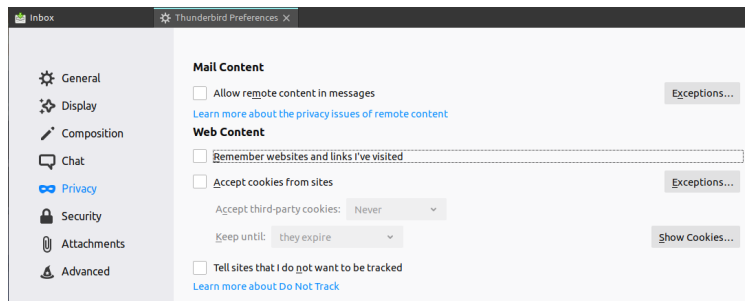 Inbox
Thunderbird Preferences
General
Display
Composition
Chat
Privacy
Security
Attachments
Advanced
Mail Content
Allow remote content in messages
Exceptions...
Learn more about the privacy issues of remote content
Web Content
Remember websites and links I've visited
Accept cookies from sites
Exceptions...
Accept third-party cookies: Never
Keep until: they expire
Show Cookies...
Tell sites that I do not want to be tracked
Learn more about Do Not Track